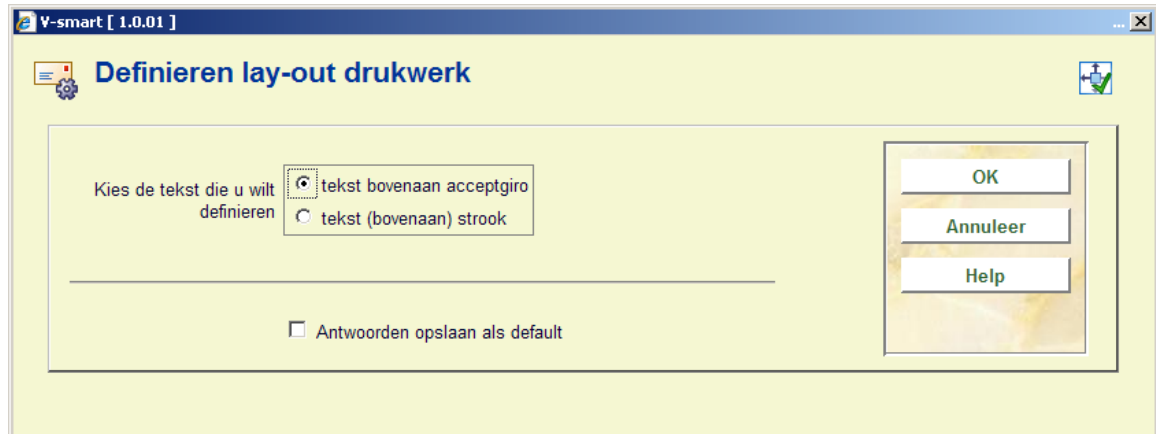 V-smart [ 1.0.01 ]
...
Definieren lay-out drukwerk
Kies de tekst die u wilt
definieren
tekst bovenaan acceptgiro
tekst (bovenaan) strook
Antwoorden opslaan als default
OK
Annuleer
Help